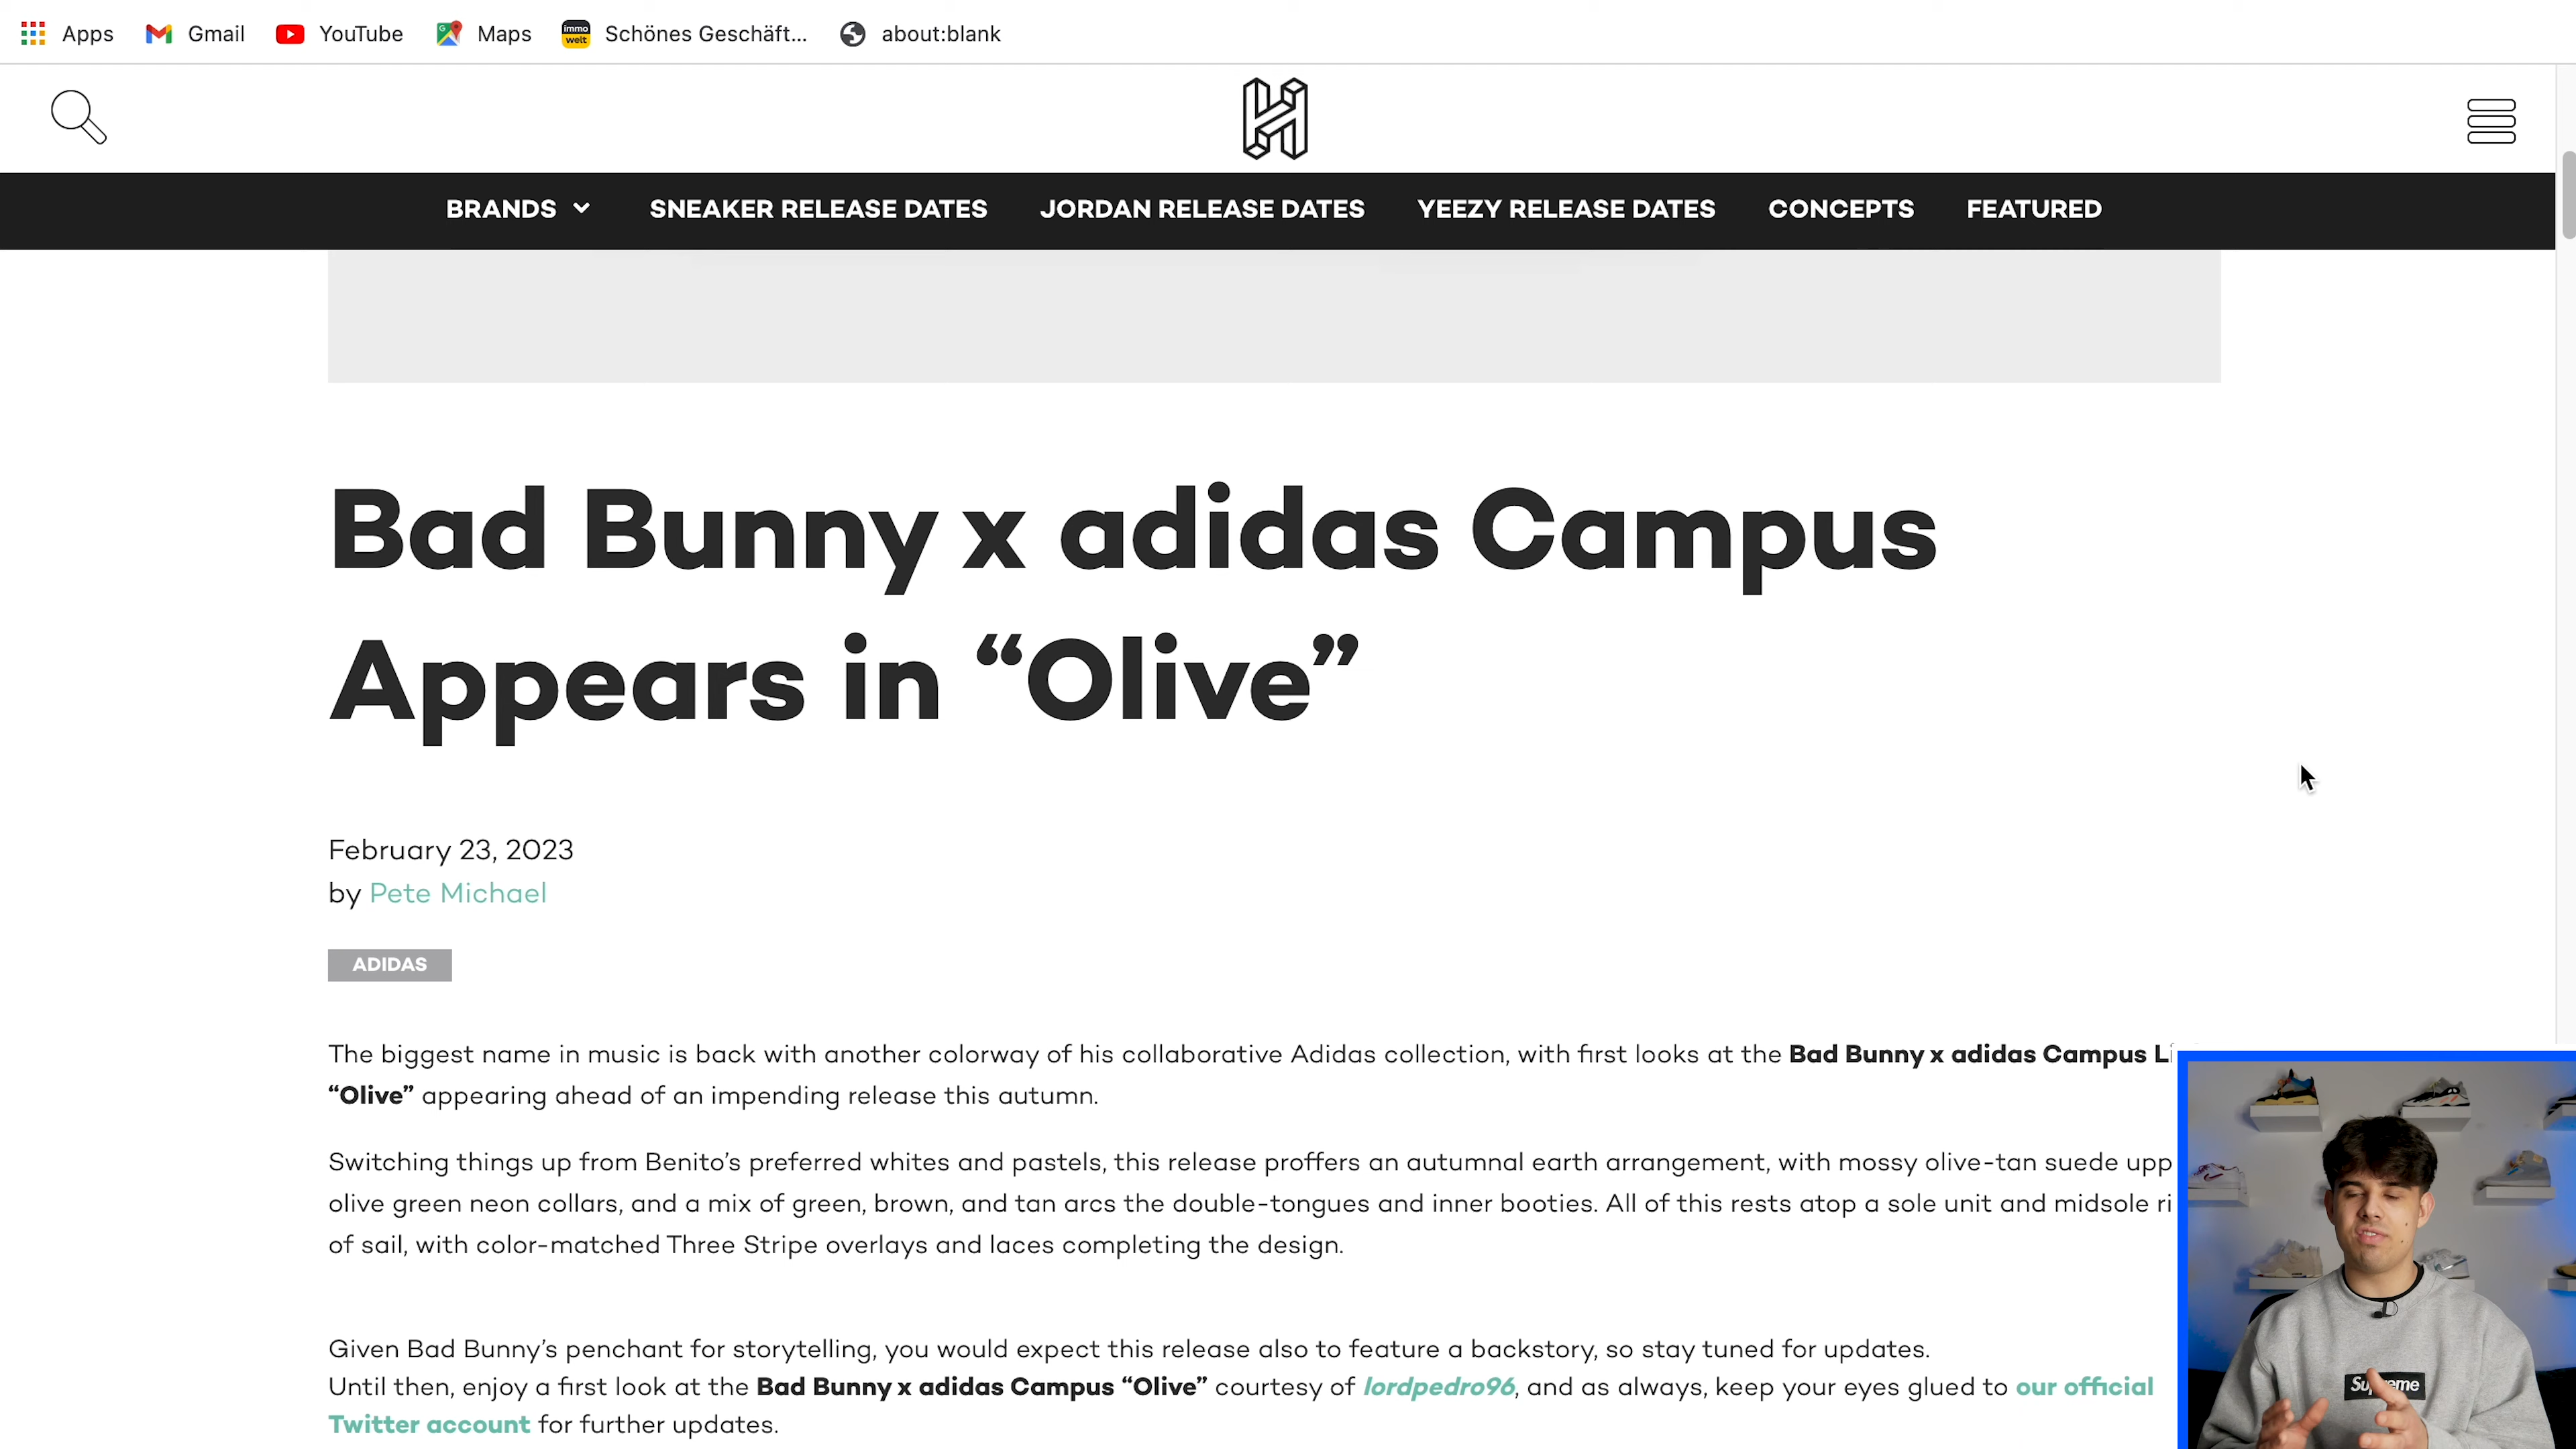 Apps Gmail YouTube Maps Schönes Geschäft... about:blank
BRANDS SNEAKER RELEASE DATES JORDAN RELEASE DATES YEEZY RELEASE DATES CONCEPTS FEATURED
Bad Bunny x adidas Campus
Appears in “Olive”
February 23, 2023
by Pete Michael
ADIDAS
The biggest name in music is back with another colorway of his collaborative Adidas collection, with first looks at the Bad Bunny x adidas Campus
“Olive” appearing ahead of an impending release this autumn.
Switching things up from Benito’s preferred whites and pastels, this release proffers an autumnal earth arrangement, with mossy olive-tan suede
olive green neon collars, and a mix of green, brown, and tan arcs the double-tongues and inner booties. All of this rests atop a sole unit and midsole
of sail, with color-matched Three Stripe overlays and laces completing the design.
Given Bad Bunny’s penchant for storytelling, you would expect this release also to feature a backstory, so stay tuned for updates.
Until then, enjoy a first look at the Bad Bunny x adidas Campus “Olive” courtesy of lordpedro96, and as always, keep your eyes glued to our official
Twitter account for further updates.
Supreme